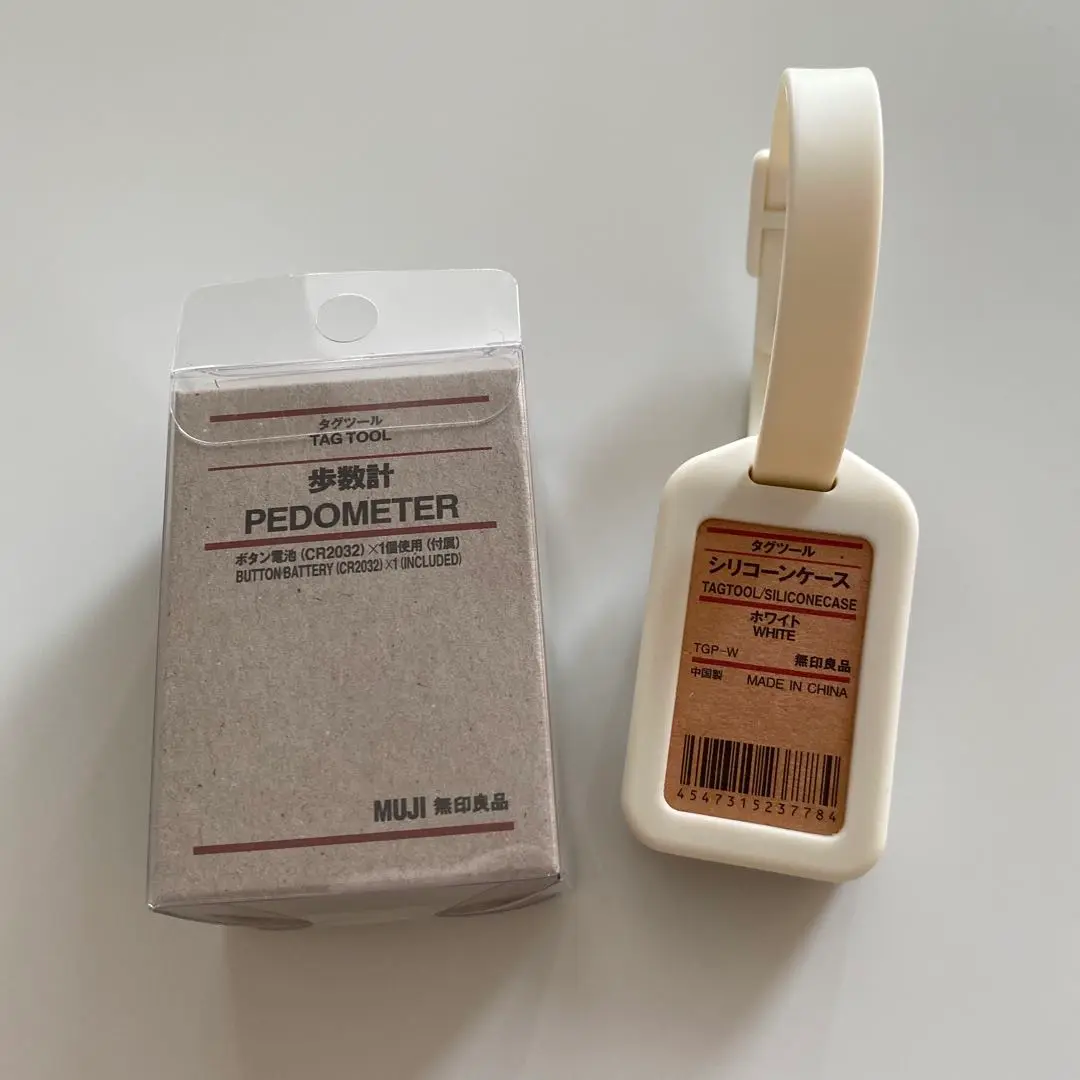 タグツール
TAG TOOL
歩数計
PEDOMETER
ボタン電池(CR2032)×1個使用(付属)
BUTTON BATTERY (CR2032)×1(INCLUDED)
MUJI 無印良品
タグツール
シリコーンケース
TAGTOOL/SILICONECASE
ホワイト
WHITE
TGP-W 無印良品
中国製 MADE IN CHINA
4547315237784